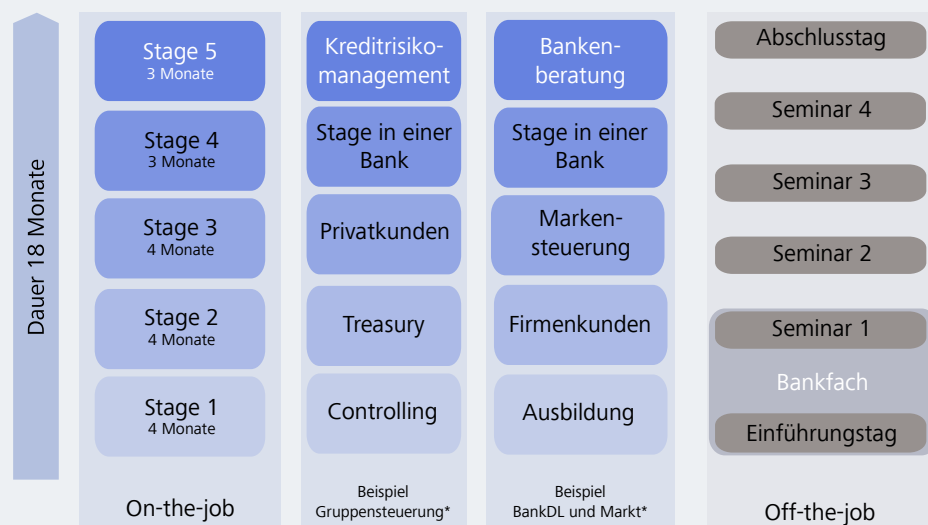 Dauer 18 Monate
Stage 5
3 Monate
Stage 4
3 Monate
Stage 3
4 Monate
Stage 2
4 Monate
Stage 1
4 Monate
On-the-job
Kreditrisiko-
management
Stage in einer
Bank
Privatkunden
Treasury
Controlling
Beispiel
Gruppensteuerung*
Banken-
beratung
Stage in einer
Bank
Marken-
steuerung
Firmenkunden
Ausbildung
Beispiel
BankDL und Markt*
Abschlusstag
Seminar 4
Seminar 3
Seminar 2
Seminar 1
Bankfach
Einführungstag
Off-the-job